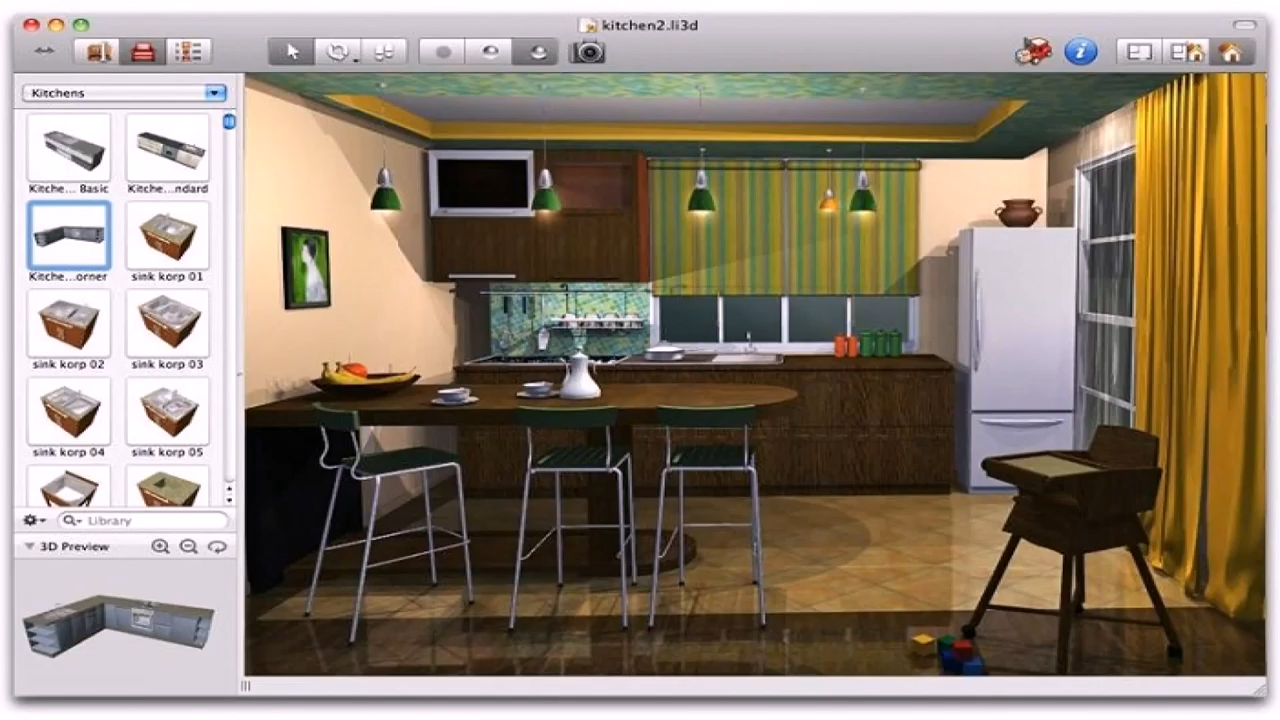 kitchen2.li3d
Kitchens
Kitche... Basic
Kitche...ndard
Kitche...orner
sink korp 01
sink korp 02
sink korp 03
sink korp 04
sink korp 05
Library
3D Preview